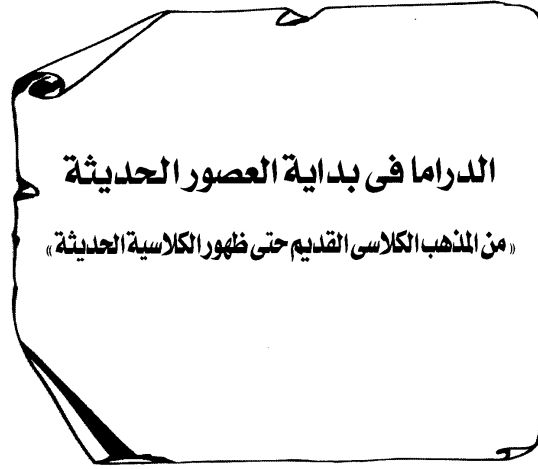 الدراما فى بداية العصور الحديثة
« من المذهب الكلاسى القديم حتى ظهور الكلاسية الحديثة »